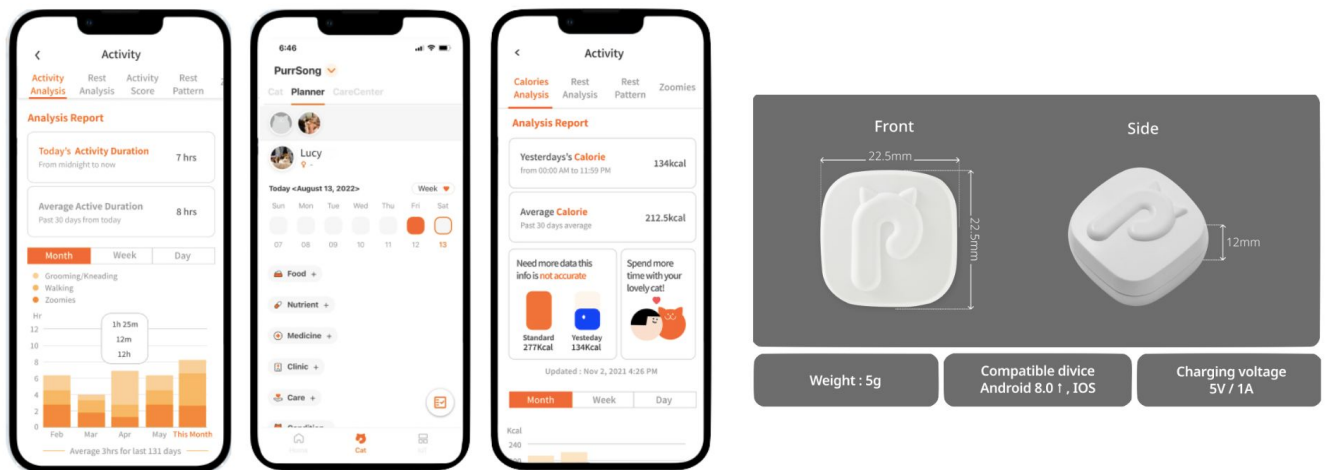 Activity
Activity Analysis
Rest Analysis
Activity Score
Rest Pattern
Analysis Report
Today's Activity Duration
From midnight to now
7 hrs
Average Active Duration
Past 30 days from today
8 hrs
Month
Week
Day
Grooming/Kneading
Walking
Zoomies
Hr
1h 25m
12m
12h
12
10
8
6
4
2
0
Feb
Mar
Apr
May
This Month
Average 3hrs for last 131 days
6:46
PurrSong
Cat
Planner
CareCenter
Lucy
Today <August 13, 2022>
Week
Sun
Mon
Tue
Wed
Thu
Fri
Sat
07
08
09
10
11
12
13
Food +
Nutrient +
Medicine +
Clinic +
Care +
Condition
Home
Cat
Activity
Calories Analysis
Rest Analysis
Rest Pattern
Zoomies
Analysis Report
Yesterdays's Calorie
from 00:00 AM to 11:59 PM
134kcal
Average Calorie
Past 30 days average
212.5kcal
Need more data this
info is not accurate
Standard
277Kcal
Yesteday
134Kcal
Spend more
time with your
lovely cat!
Updated : Nov 2, 2021 4:26 PM
Month
Week
Day
Kcal
240
Front
Side
22.5mm
22.5mm
12mm
Weight : 5g
Compatible divice
Android 8.0 ↑ , IOS
Charging voltage
5V / 1A